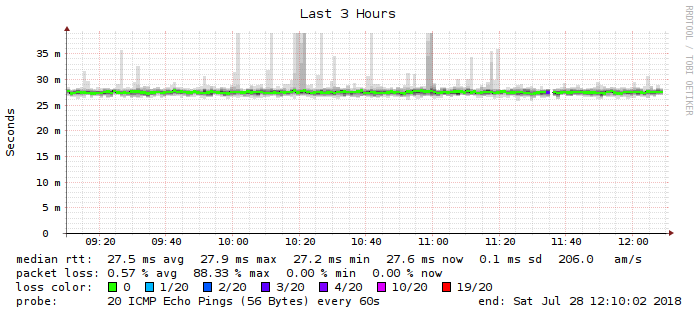 Last 3 Hours
RRDTOOL / TOBI OETIKER
Seconds
35 m
30 m
25 m
20 m
15 m
10 m
5 m
0
09:20 09:40 10:00 10:20 10:40 11:00 11:20 11:40 12:00
median rtt: 27.5 ms avg 27.9 ms max 27.2 ms min 27.6 ms now 0.1 ms sd 206.0 am/s
packet loss: 0.57 % avg 88.33 % max 0.00 % min 0.00 % now
loss color: 0 1/20 2/20 3/20 4/20 10/20 19/20
probe: 20 ICMP Echo Pings (56 Bytes) every 60s end: Sat Jul 28 12:10:02 2018